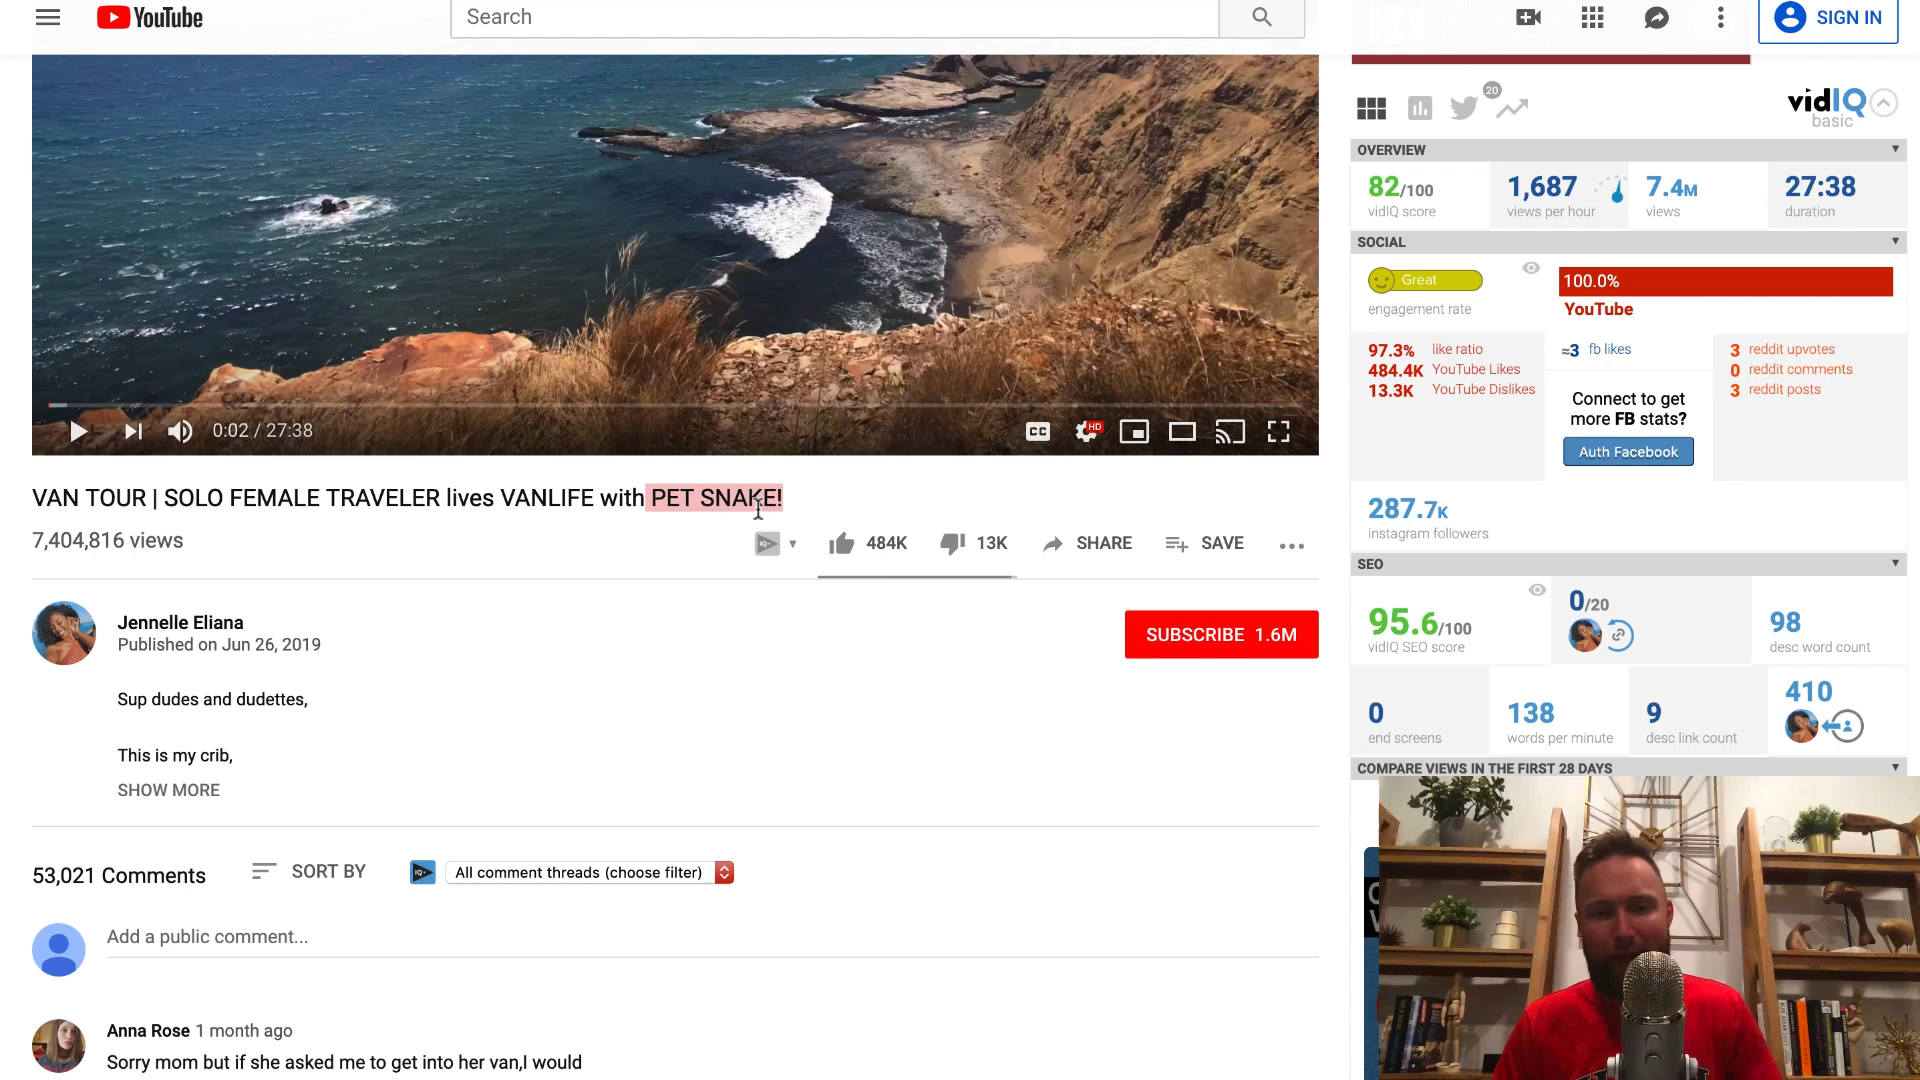 YouTube
Search
SIGN IN
20
vidIQ
basic
OVERVIEW
82/100
vidIQ score
1,687
views per hour
7.4M
views
27:38
duration
SOCIAL
Great
engagement rate
100.0%
YouTube
97.3% like ratio
484.4K YouTube Likes
13.3K YouTube Dislikes
≈3 fb likes
Connect to get
more FB stats?
Auth Facebook
3 reddit upvotes
0 reddit comments
3 reddit posts
287.7K
instagram followers
SEO
95.6/100
vidIQ SEO score
0/20
98
desc word count
0
end screens
138
words per minute
9
desc link count
410
COMPARE VIEWS IN THE FIRST 28 DAYS
0:02 / 27:38
CC
HD
VAN TOUR | SOLO FEMALE TRAVELER lives VANLIFE with PET SNAKE!
7,404,816 views
IQ+
484K
13K
SHARE
SAVE
Jennelle Eliana
Published on Jun 26, 2019
SUBSCRIBE 1.6M
Sup dudes and dudettes,
This is my crib,
SHOW MORE
53,021 Comments
SORT BY
IQ+
All comment threads (choose filter)
Add a public comment...
Anna Rose 1 month ago
Sorry mom but if she asked me to get into her van,I would